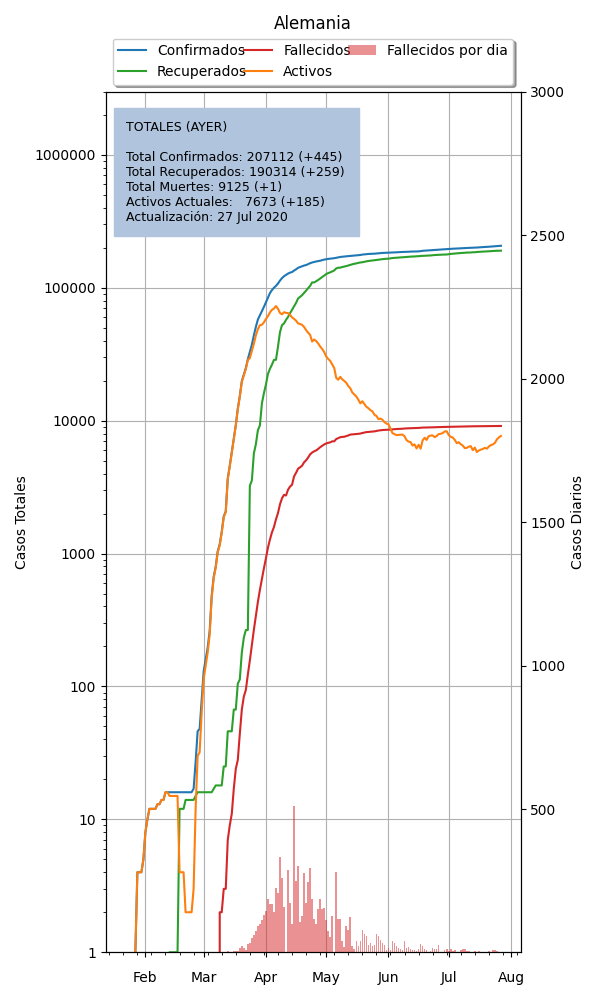 Alemania
Confirmados
Recuperados
Fallecidos
Activos
Fallecidos por dia
TOTALES (AYER)
Total Confirmados: 207112 (+445)
Total Recuperados: 190314 (+259)
Total Muertes: 9125 (+1)
Activos Actuales: 7673 (+185)
Actualización: 27 Jul 2020
Casos Totales
1000000
100000
10000
1000
100
10
1
3000
2500
2000
1500
1000
500
Casos Diarios
Feb Mar Apr May Jun Jul Aug